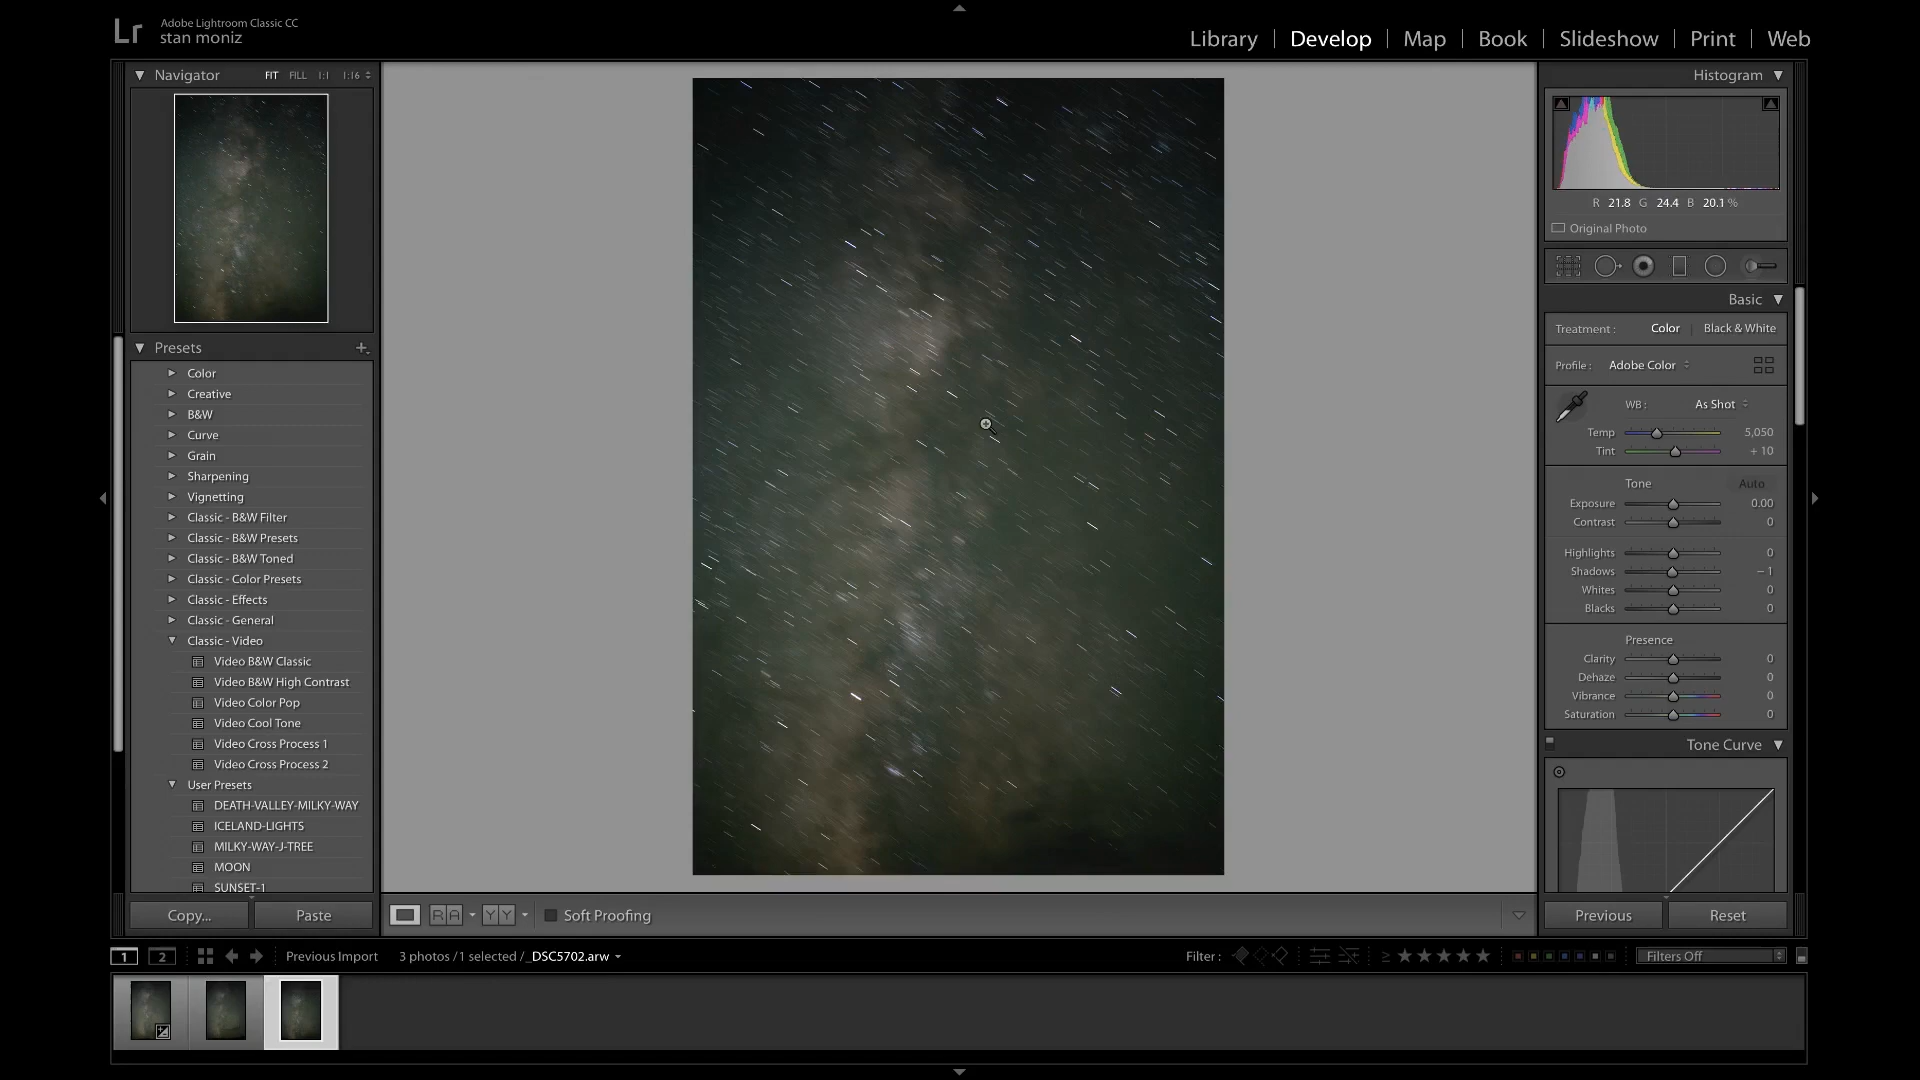 Lr
Adobe Lightroom Classic CC
stan moniz
Library | Develop | Map | Book | Slideshow | Print | Web
Navigator FIT FILL 1:1 1:16
Presets +
Color
Creative
B&W
Curve
Grain
Sharpening
Vignetting
Classic - B&W Filter
Classic - B&W Presets
Classic - B&W Toned
Classic - Color Presets
Classic - Effects
Classic - General
Classic - Video
Video B&W Classic
Video B&W High Contrast
Video Color Pop
Video Cool Tone
Video Cross Process 1
Video Cross Process 2
User Presets
DEATH-VALLEY-MILKY-WAY
ICELAND-LIGHTS
MILKY-WAY-J-TREE
MOON
SUNSET-1
Copy... Paste
R A Y Y Soft Proofing
Histogram
R 21.8 G 24.4 B 20.1 %
Original Photo
Basic
Treatment : Color | Black & White
Profile : Adobe Color
WB : As Shot
Temp 5,050
Tint + 10
Tone Auto
Exposure 0.00
Contrast 0
Highlights 0
Shadows − 1
Whites 0
Blacks 0
Presence
Clarity 0
Dehaze 0
Vibrance 0
Saturation 0
Tone Curve
Previous Reset
1 2 Previous Import 3 photos / 1 selected / _DSC5702.arw Filter : ≥ ★★★★★ Filters Off